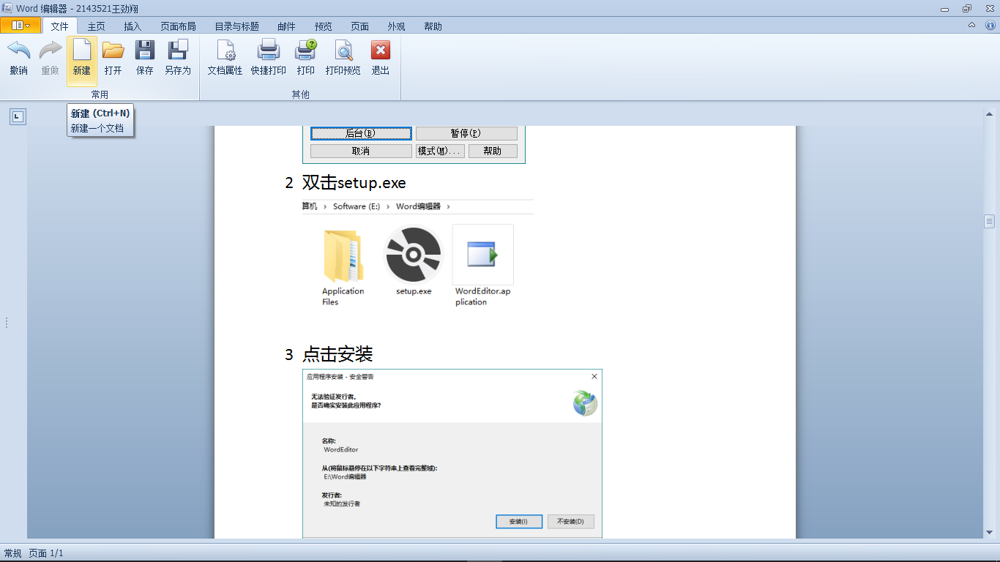 Word 编辑器 - 2143521王劲翔
文件 主页 插入 页面布局 目录与标题 邮件 预览 页面 外观 帮助
撤销 重做 新建 打开 保存 另存为 文档属性 快捷打印 打印 打印预览 退出
常用 其他
新建 (Ctrl+N)
新建一个文档
后台(B) 暂停(P)
取消 模式(M)... 帮助
2 双击setup.exe
算机 › Software (E:) › Word编辑器 ›
Application Files
setup.exe
WordEditor.ap
plication
3 点击安装
应用程序安装 - 安全警告
无法验证发行者。
是否确实安装此应用程序?
名称:
WordEditor
从(将鼠标悬停在以下字符串上查看完整域):
E:\Word编辑器
发行者:
未知的发行者
安装(I) 不安装(D)
常规 页面 1/1